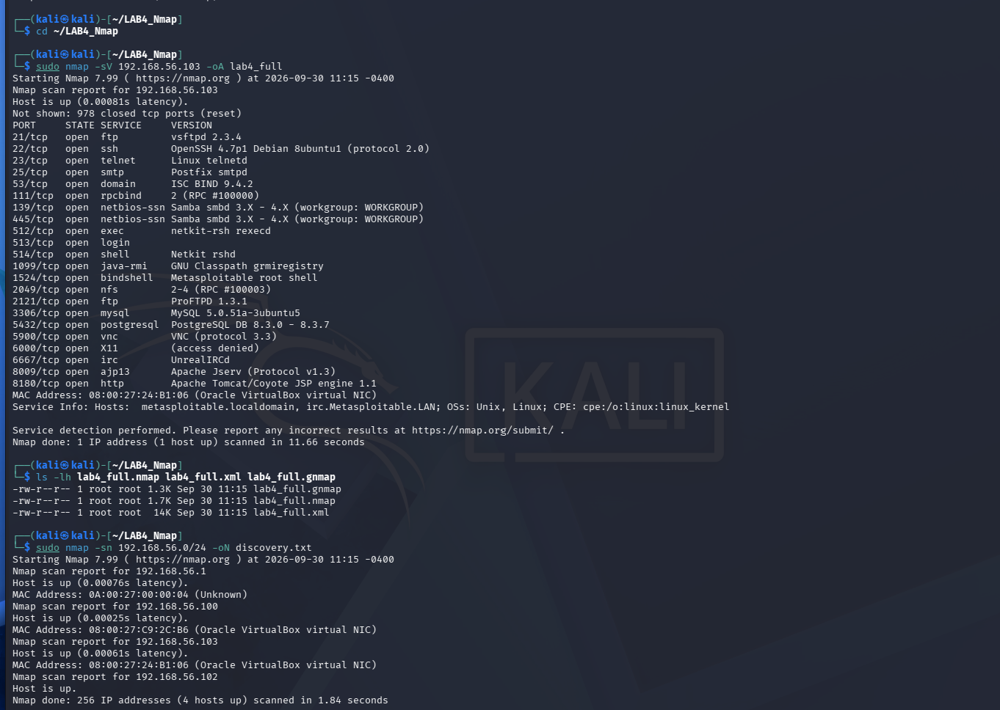 ┌──(kali㉿kali)-[~/LAB4_Nmap]
└─$ cd ~/LAB4_Nmap
┌──(kali㉿kali)-[~/LAB4_Nmap]
└─$ sudo nmap -sV 192.168.56.103 -oA lab4_full
Starting Nmap 7.99 ( https://nmap.org ) at 2026-09-30 11:15 -0400
Nmap scan report for 192.168.56.103
Host is up (0.00081s latency).
Not shown: 978 closed tcp ports (reset)
PORT     STATE SERVICE     VERSION
21/tcp   open  ftp         vsftpd 2.3.4
22/tcp   open  ssh         OpenSSH 4.7p1 Debian 8ubuntu1 (protocol 2.0)
23/tcp   open  telnet      Linux telnetd
25/tcp   open  smtp        Postfix smtpd
53/tcp   open  domain      ISC BIND 9.4.2
111/tcp  open  rpcbind     2 (RPC #100000)
139/tcp  open  netbios-ssn Samba smbd 3.X - 4.X (workgroup: WORKGROUP)
445/tcp  open  netbios-ssn Samba smbd 3.X - 4.X (workgroup: WORKGROUP)
512/tcp  open  exec        netkit-rsh rexecd
513/tcp  open  login
514/tcp  open  shell       Netkit rshd
1099/tcp open  java-rmi    GNU Classpath grmiregistry
1524/tcp open  bindshell   Metasploitable root shell
2049/tcp open  nfs         2-4 (RPC #100003)
2121/tcp open  ftp         ProFTPD 1.3.1
3306/tcp open  mysql       MySQL 5.0.51a-3ubuntu5
5432/tcp open  postgresql  PostgreSQL DB 8.3.0 - 8.3.7
5900/tcp open  vnc         VNC (protocol 3.3)
6000/tcp open  X11         (access denied)
6667/tcp open  irc         UnrealIRCd
8009/tcp open  ajp13       Apache Jserv (Protocol v1.3)
8180/tcp open  http        Apache Tomcat/Coyote JSP engine 1.1
MAC Address: 08:00:27:24:B1:06 (Oracle VirtualBox virtual NIC)
Service Info: Hosts:  metasploitable.localdomain, irc.Metasploitable.LAN; OSs: Unix, Linux; CPE: cpe:/o:linux:linux_kernel
Service detection performed. Please report any incorrect results at https://nmap.org/submit/ .
Nmap done: 1 IP address (1 host up) scanned in 11.66 seconds
┌──(kali㉿kali)-[~/LAB4_Nmap]
└─$ ls -lh lab4_full.nmap lab4_full.xml lab4_full.gnmap
-rw-r--r-- 1 root root 1.3K Sep 30 11:15 lab4_full.gnmap
-rw-r--r-- 1 root root 1.7K Sep 30 11:15 lab4_full.nmap
-rw-r--r-- 1 root root  14K Sep 30 11:15 lab4_full.xml
┌──(kali㉿kali)-[~/LAB4_Nmap]
└─$ sudo nmap -sn 192.168.56.0/24 -oN discovery.txt
Starting Nmap 7.99 ( https://nmap.org ) at 2026-09-30 11:15 -0400
Nmap scan report for 192.168.56.1
Host is up (0.00076s latency).
MAC Address: 0A:00:27:00:00:04 (Unknown)
Nmap scan report for 192.168.56.100
Host is up (0.00025s latency).
MAC Address: 08:00:27:C9:2C:B6 (Oracle VirtualBox virtual NIC)
Nmap scan report for 192.168.56.103
Host is up (0.00061s latency).
MAC Address: 08:00:27:24:B1:06 (Oracle VirtualBox virtual NIC)
Nmap scan report for 192.168.56.102
Host is up.
Nmap done: 256 IP addresses (4 hosts up) scanned in 1.84 seconds
KALI